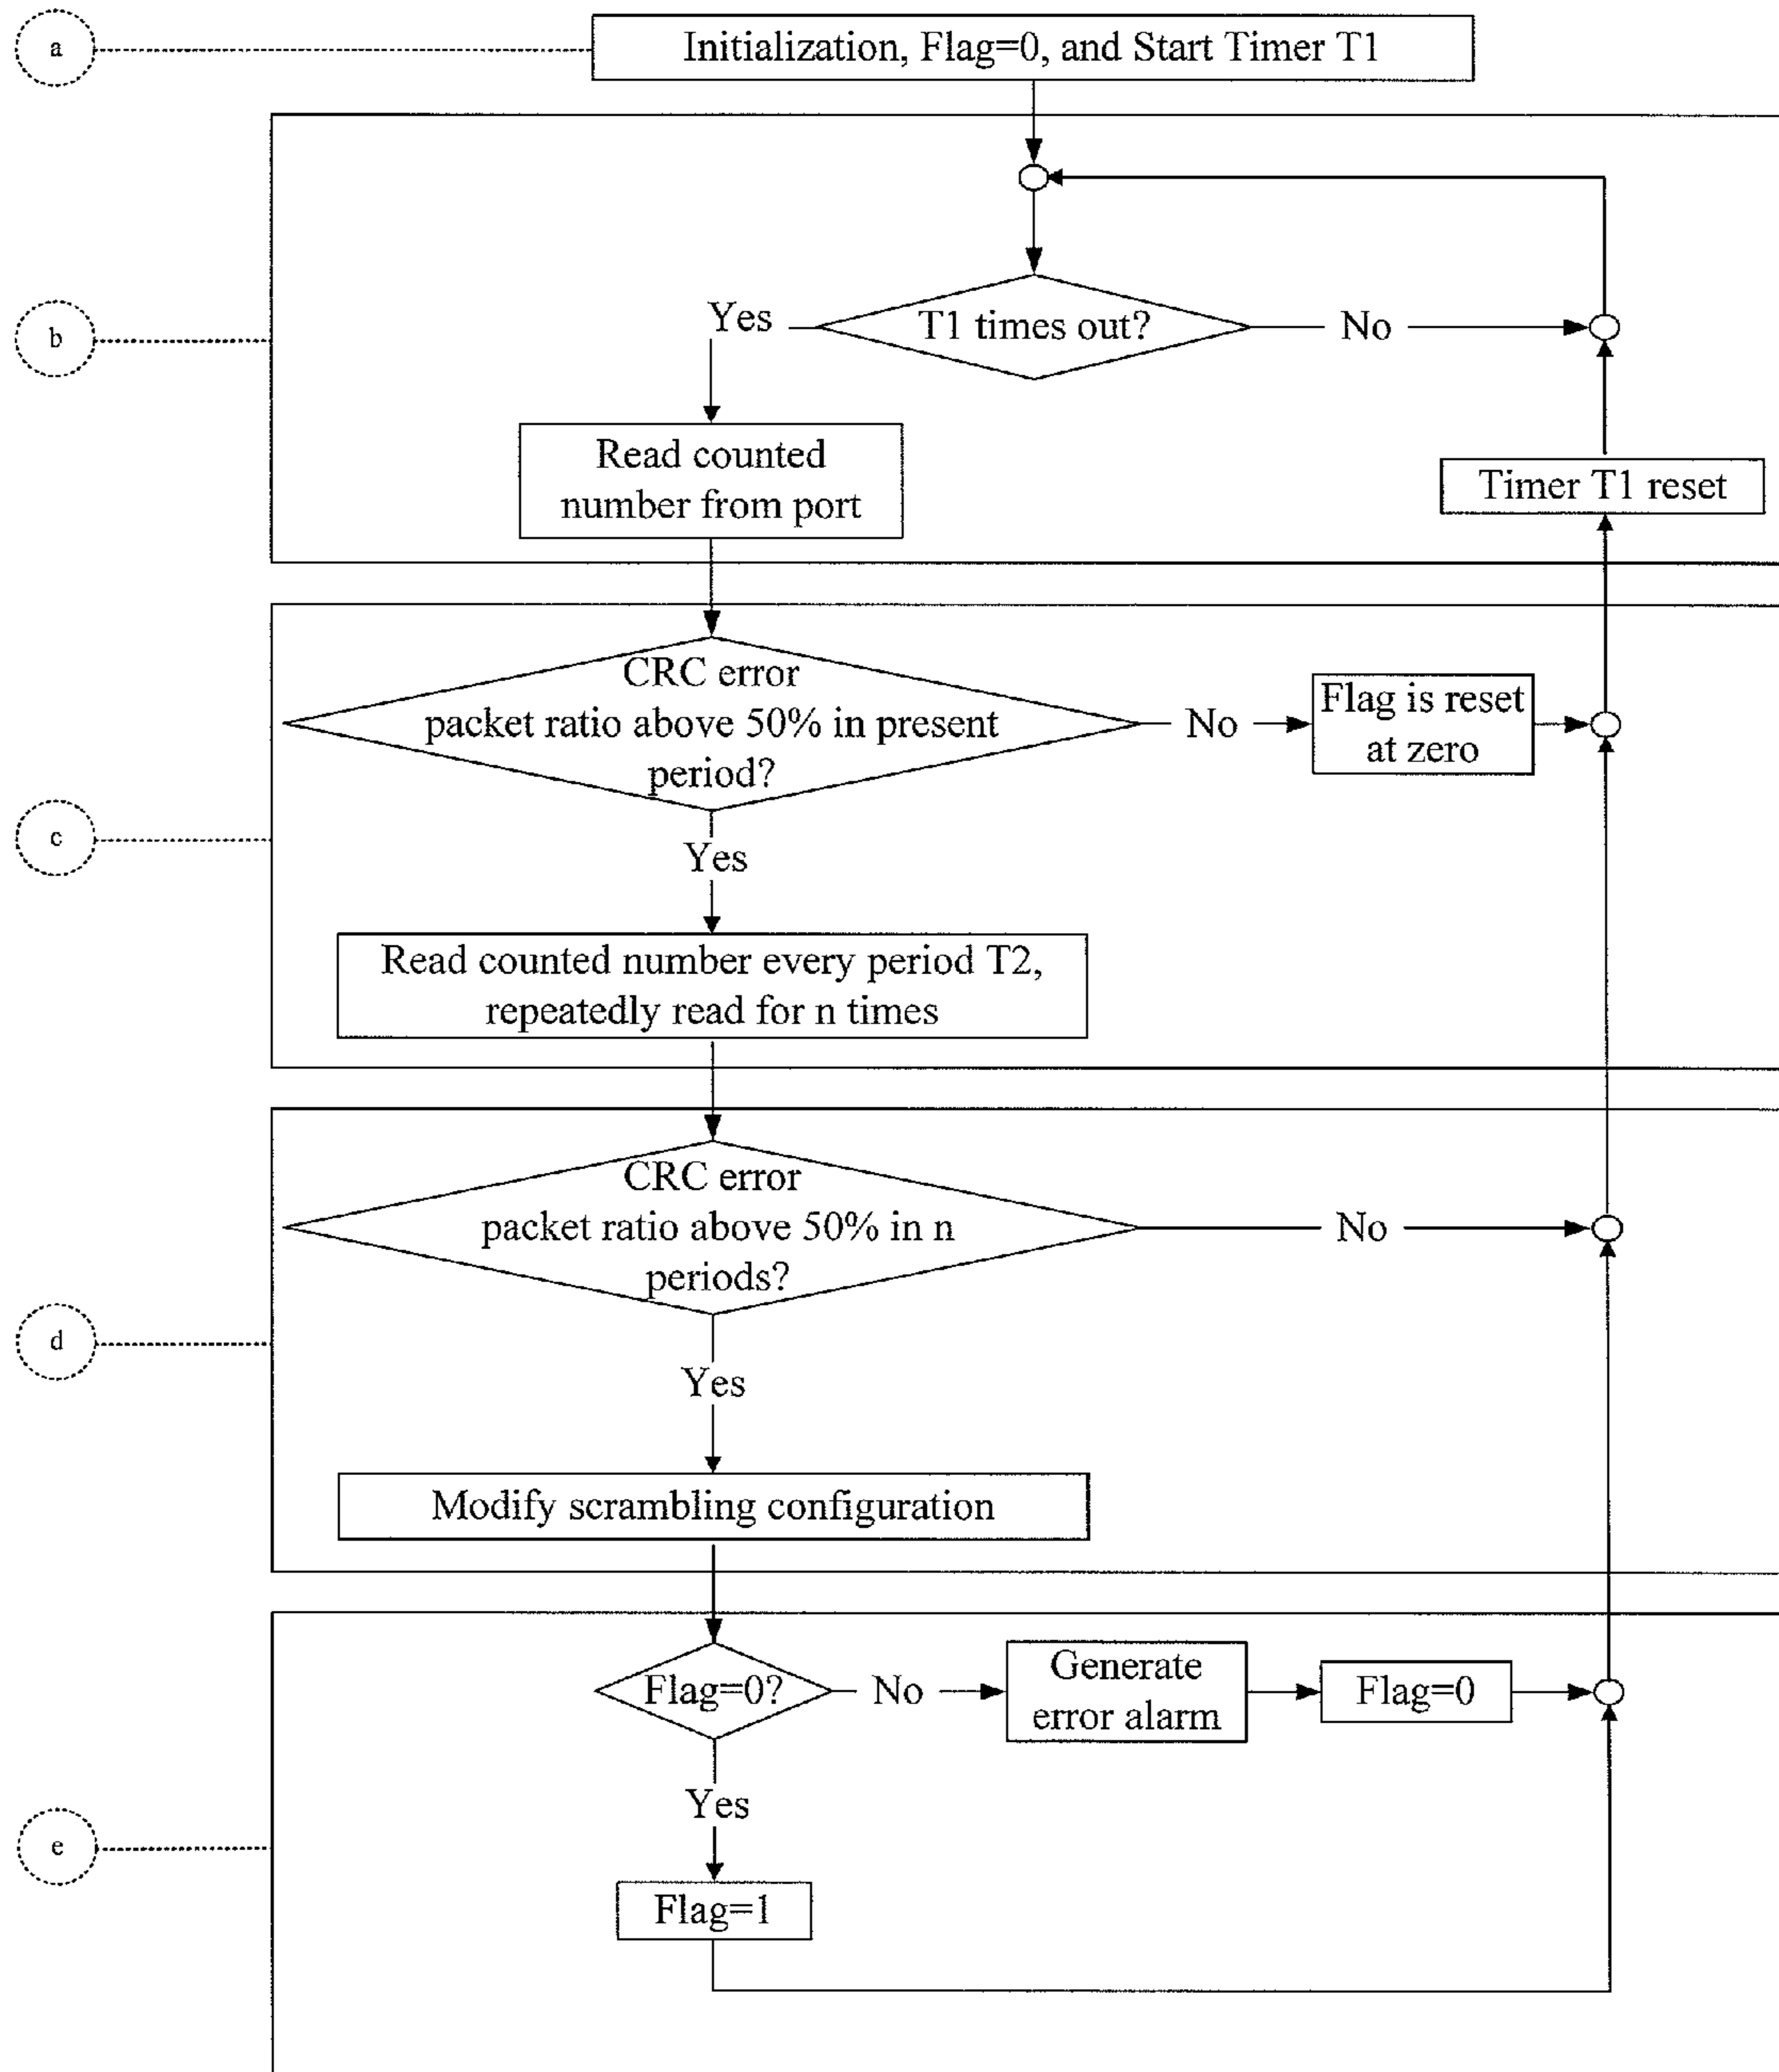 a
Initialization, Flag=0, and Start Timer T1
b
T1 times out?
Yes
No
Read counted
number from port
Timer T1 reset
c
CRC error
packet ratio above 50% in present
period?
No
Flag is reset
at zero
Yes
Read counted number every period T2,
repeatedly read for n times
d
CRC error
packet ratio above 50% in n
periods?
No
Yes
Modify scrambling configuration
e
Flag=0?
No
Generate
error alarm
Flag=0
Yes
Flag=1